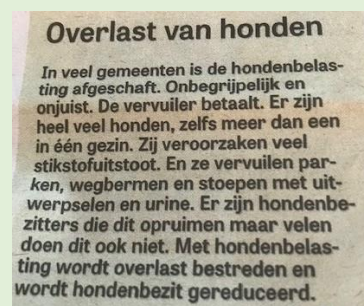 Overlast van honden
In veel gemeenten is de hondenbelas-
ting afgeschaft. Onbegrijpelijk en
onjuist. De vervuiler betaalt. Er zijn
heel veel honden, zelfs meer dan een
in één gezin. Zij veroorzaken veel
stikstofuitstoot. En ze vervuilen par-
ken, wegbermen en stoepen met uit-
werpselen en urine. Er zijn hondenbe-
zitters die dit opruimen maar velen
doen dit ook niet. Met hondenbelas-
ting wordt overlast bestreden en
wordt hondenbezit gereduceerd.